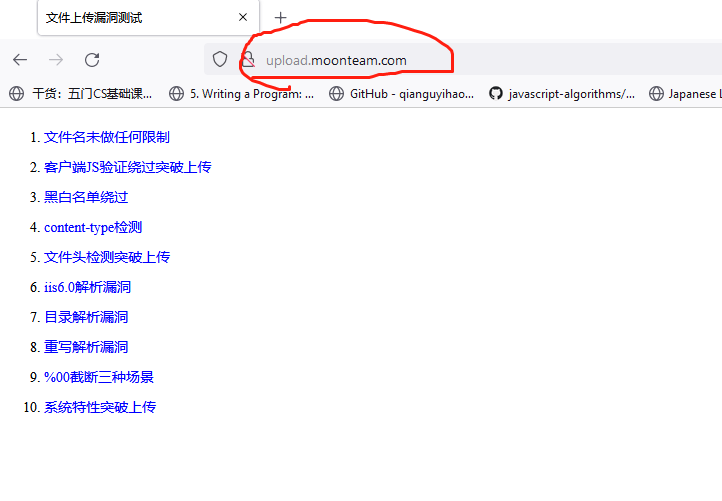 文件上传漏洞测试
upload.moonteam.com
干货：五门CS基础课... 5. Writing a Program: ... GitHub - qianguyihao... javascript-algorithms/... Japanese L
1. 文件名未做任何限制
2. 客户端JS验证绕过突破上传
3. 黑白名单绕过
4. content-type检测
5. 文件头检测突破上传
6. iis6.0解析漏洞
7. 目录解析漏洞
8. 重写解析漏洞
9. %00截断三种场景
10. 系统特性突破上传